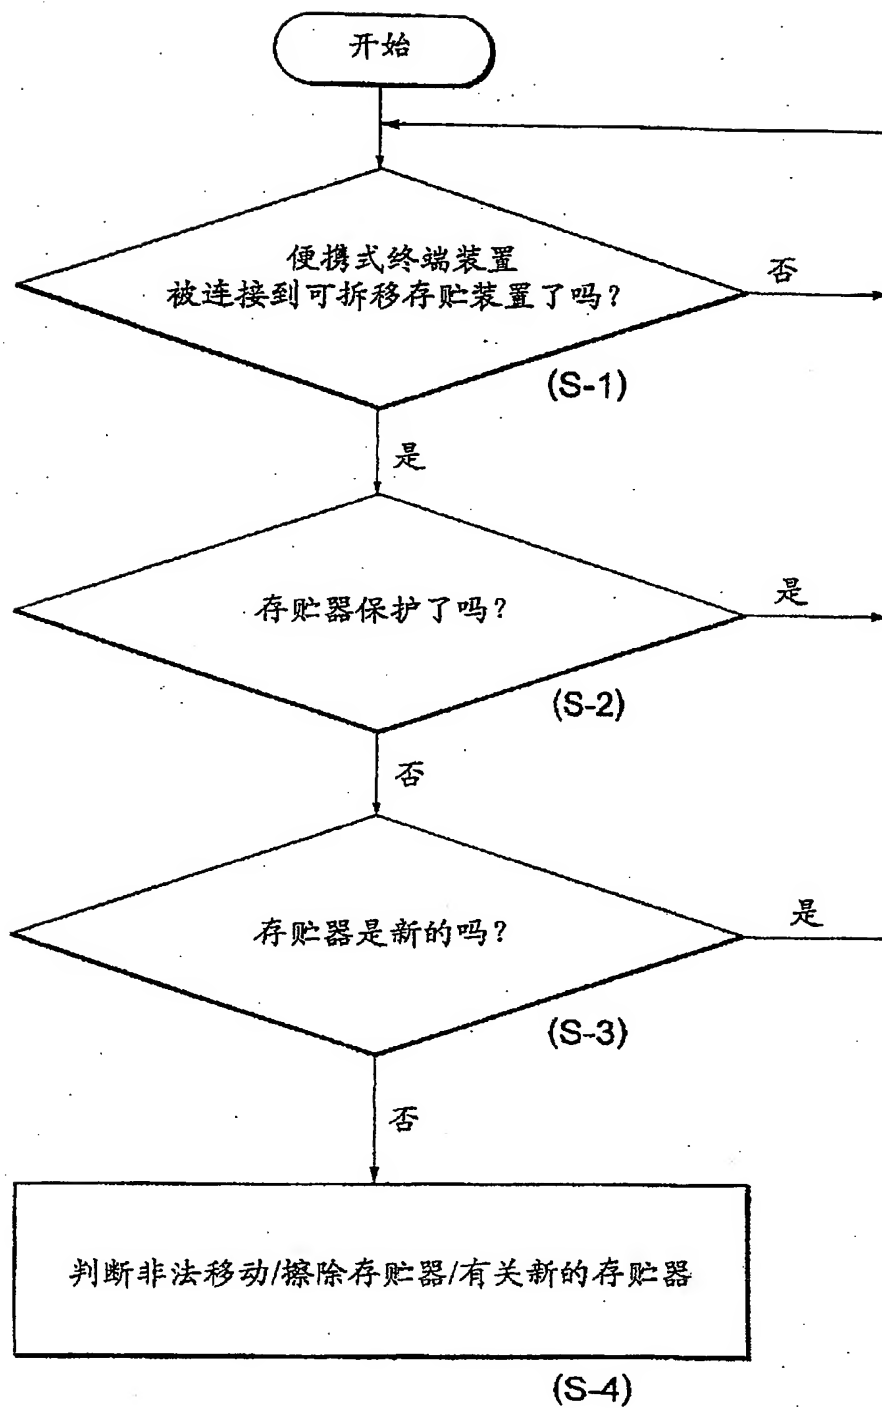 开始
便携式终端装置
被连接到可拆移存贮装置了吗？
否
(S-1)
是
存贮器保护了吗？
是
(S-2)
否
存贮器是新的吗？
是
(S-3)
否
判断非法移动/擦除存贮器/有关新的存贮器
(S-4)